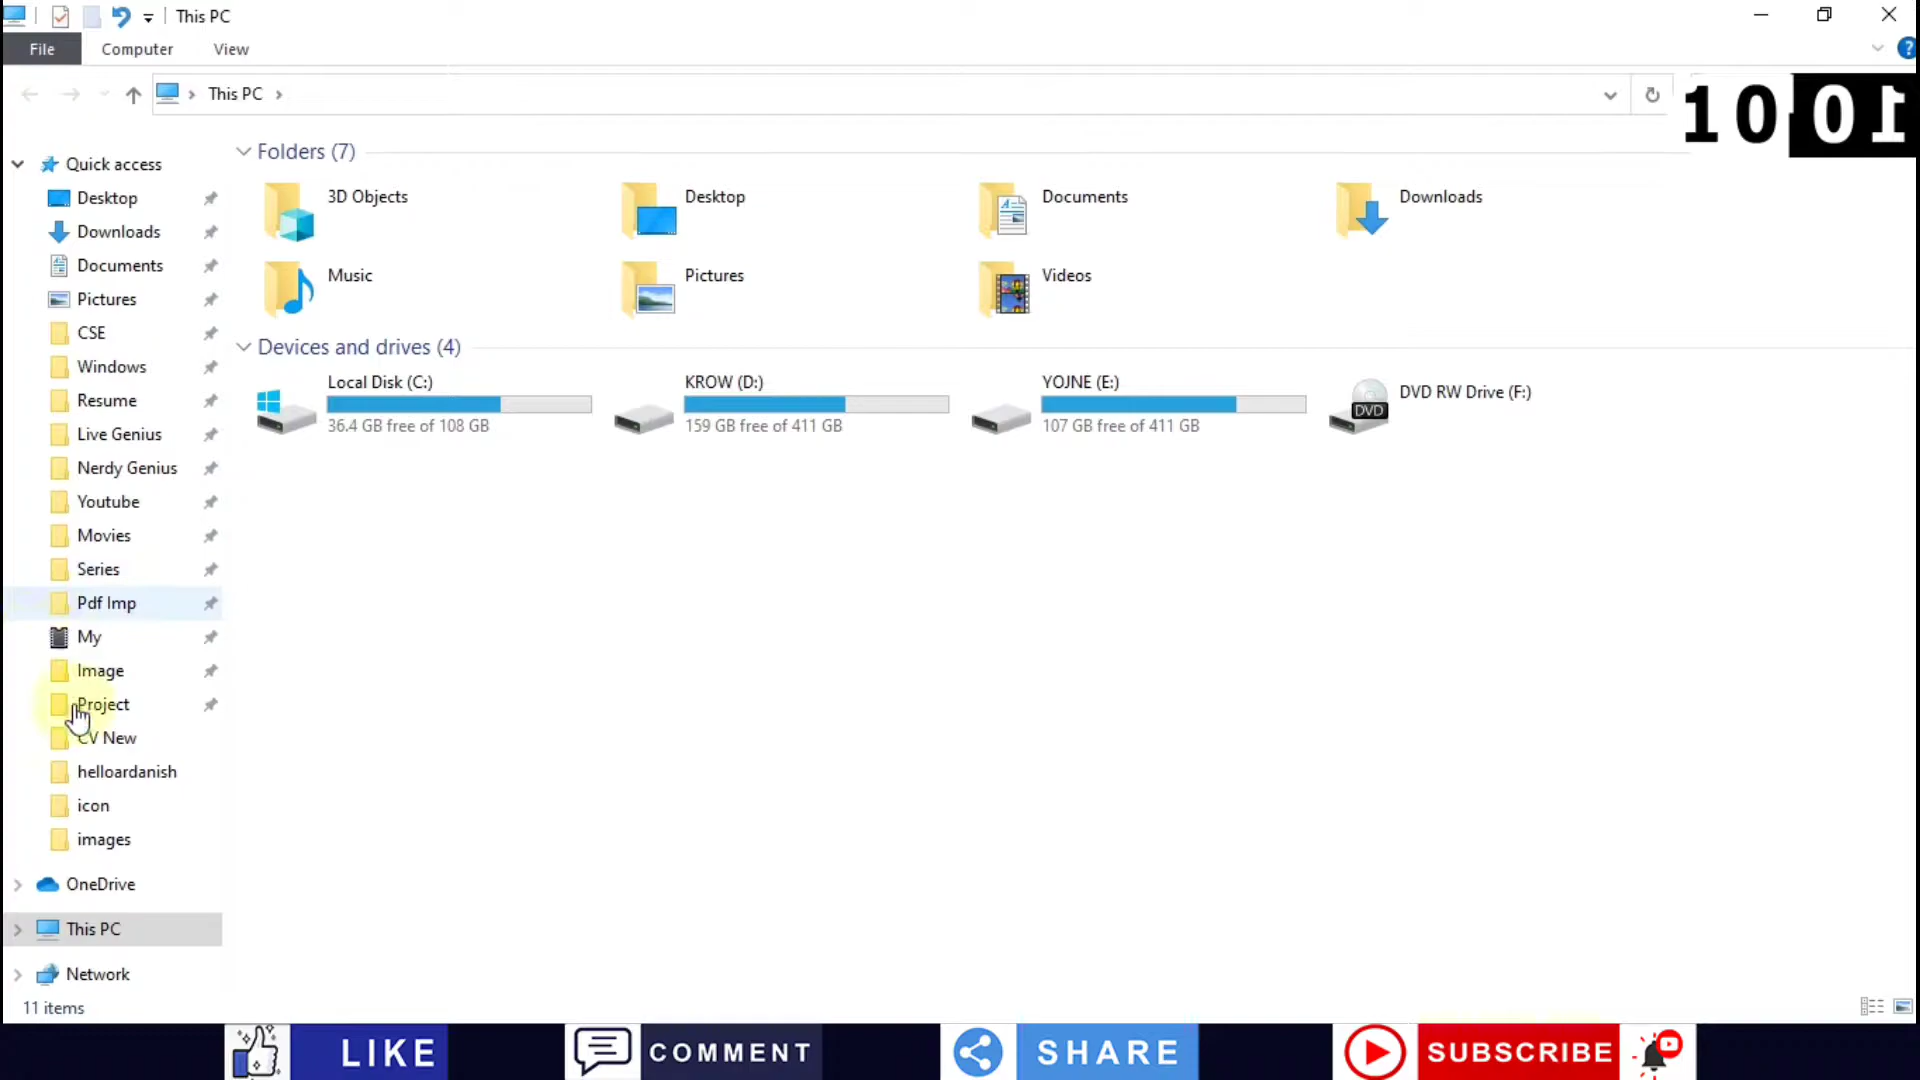 This PC
File Computer View
This PC
10 01
Quick access
Desktop
Downloads
Documents
Pictures
CSE
Windows
Resume
Live Genius
Nerdy Genius
Youtube
Movies
Series
Pdf Imp
My
Image
Project
CV New
helloardanish
icon
images
OneDrive
This PC
Network
11 items
Folders (7)
3D Objects Desktop Documents Downloads
Music Pictures Videos
Devices and drives (4)
Local Disk (C:)
36.4 GB free of 108 GB
KROW (D:)
159 GB free of 411 GB
YOJNE (E:)
107 GB free of 411 GB
DVD RW Drive (F:)
DVD
LIKE COMMENT SHARE SUBSCRIBE